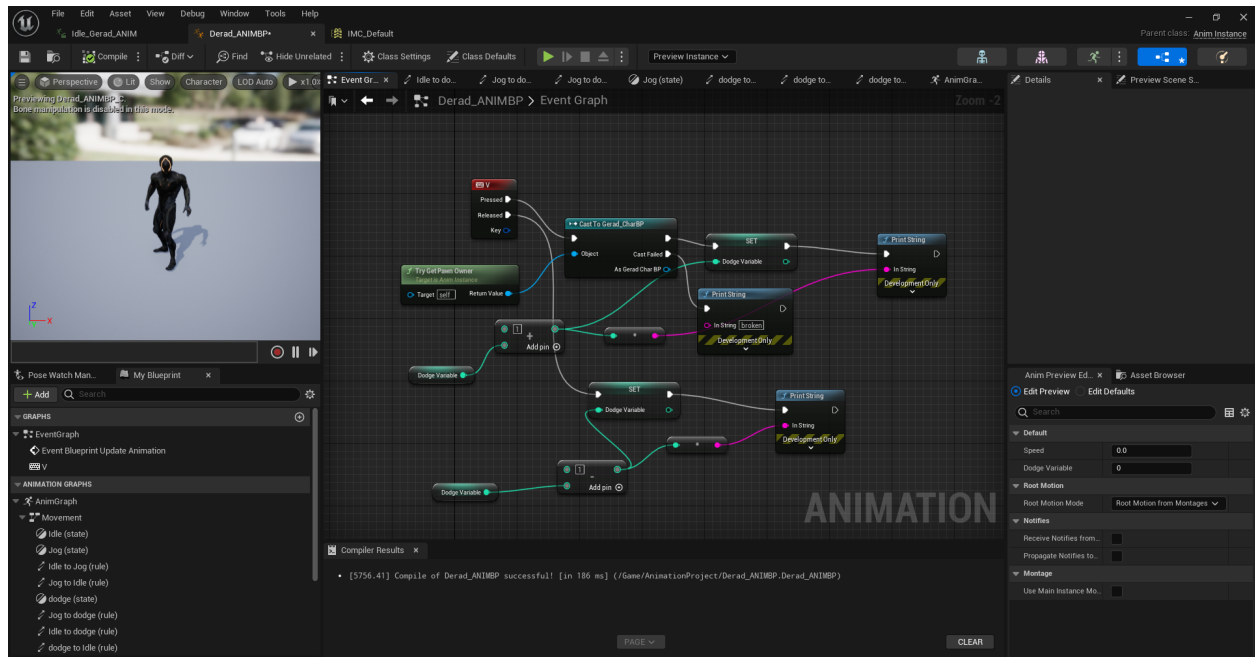 File Edit Asset View Debug Window Tools Help
Idle_Gerad_ANIM Derad_ANIMBP• × IMC_Default
Parent class: Anim Instance
Compile Diff Find Hide Unrelated Class Settings Class Defaults Preview Instance
Perspective Lit Show Character LOD Auto x1.0
Previewing Derad_ANIMBP_C.
Bone manipulation is disabled in this mode.
Z
X
Event Gr... × Idle to do... Jog to do... Jog to do... Jog (state) dodge to... dodge to... dodge to... AnimGra...
Derad_ANIMBP > Event Graph
Zoom -2
V
Pressed
Released
Key
Cast To Gerad_CharBP
Object Cast Failed
As Gerad Char BP
SET
Dodge Variable
Print String
In String
Development Only
Try Get Pawn Owner
Target is Anim Instance
Target self Return Value
Print String
In String broken
Development Only
1
+
Add pin
Dodge Variable
SET
Dodge Variable
Print String
In String
Development Only
1
-
Add pin
Dodge Variable
ANIMATION
Pose Watch Man... My Blueprint ×
+ Add Search
GRAPHS
EventGraph
Event Blueprint Update Animation
V
ANIMATION GRAPHS
AnimGraph
Movement
Idle (state)
Jog (state)
Idle to Jog (rule)
Jog to Idle (rule)
dodge (state)
Jog to dodge (rule)
Idle to dodge (rule)
dodge to Idle (rule)
Compiler Results ×
• [5756.41] Compile of Derad_ANIMBP successful! [in 186 ms] (/Game/AnimationProject/Derad_ANIMBP.Derad_ANIMBP)
PAGE
CLEAR
Details × Preview Scene S...
Anim Preview Ed.. × Asset Browser
Edit Preview Edit Defaults
Search
Default
Speed 0.0
Dodge Variable 0
Root Motion
Root Motion Mode Root Motion from Montages
Notifies
Receive Notifies from..
Propagate Notifies to..
Montage
Use Main Instance Mo..